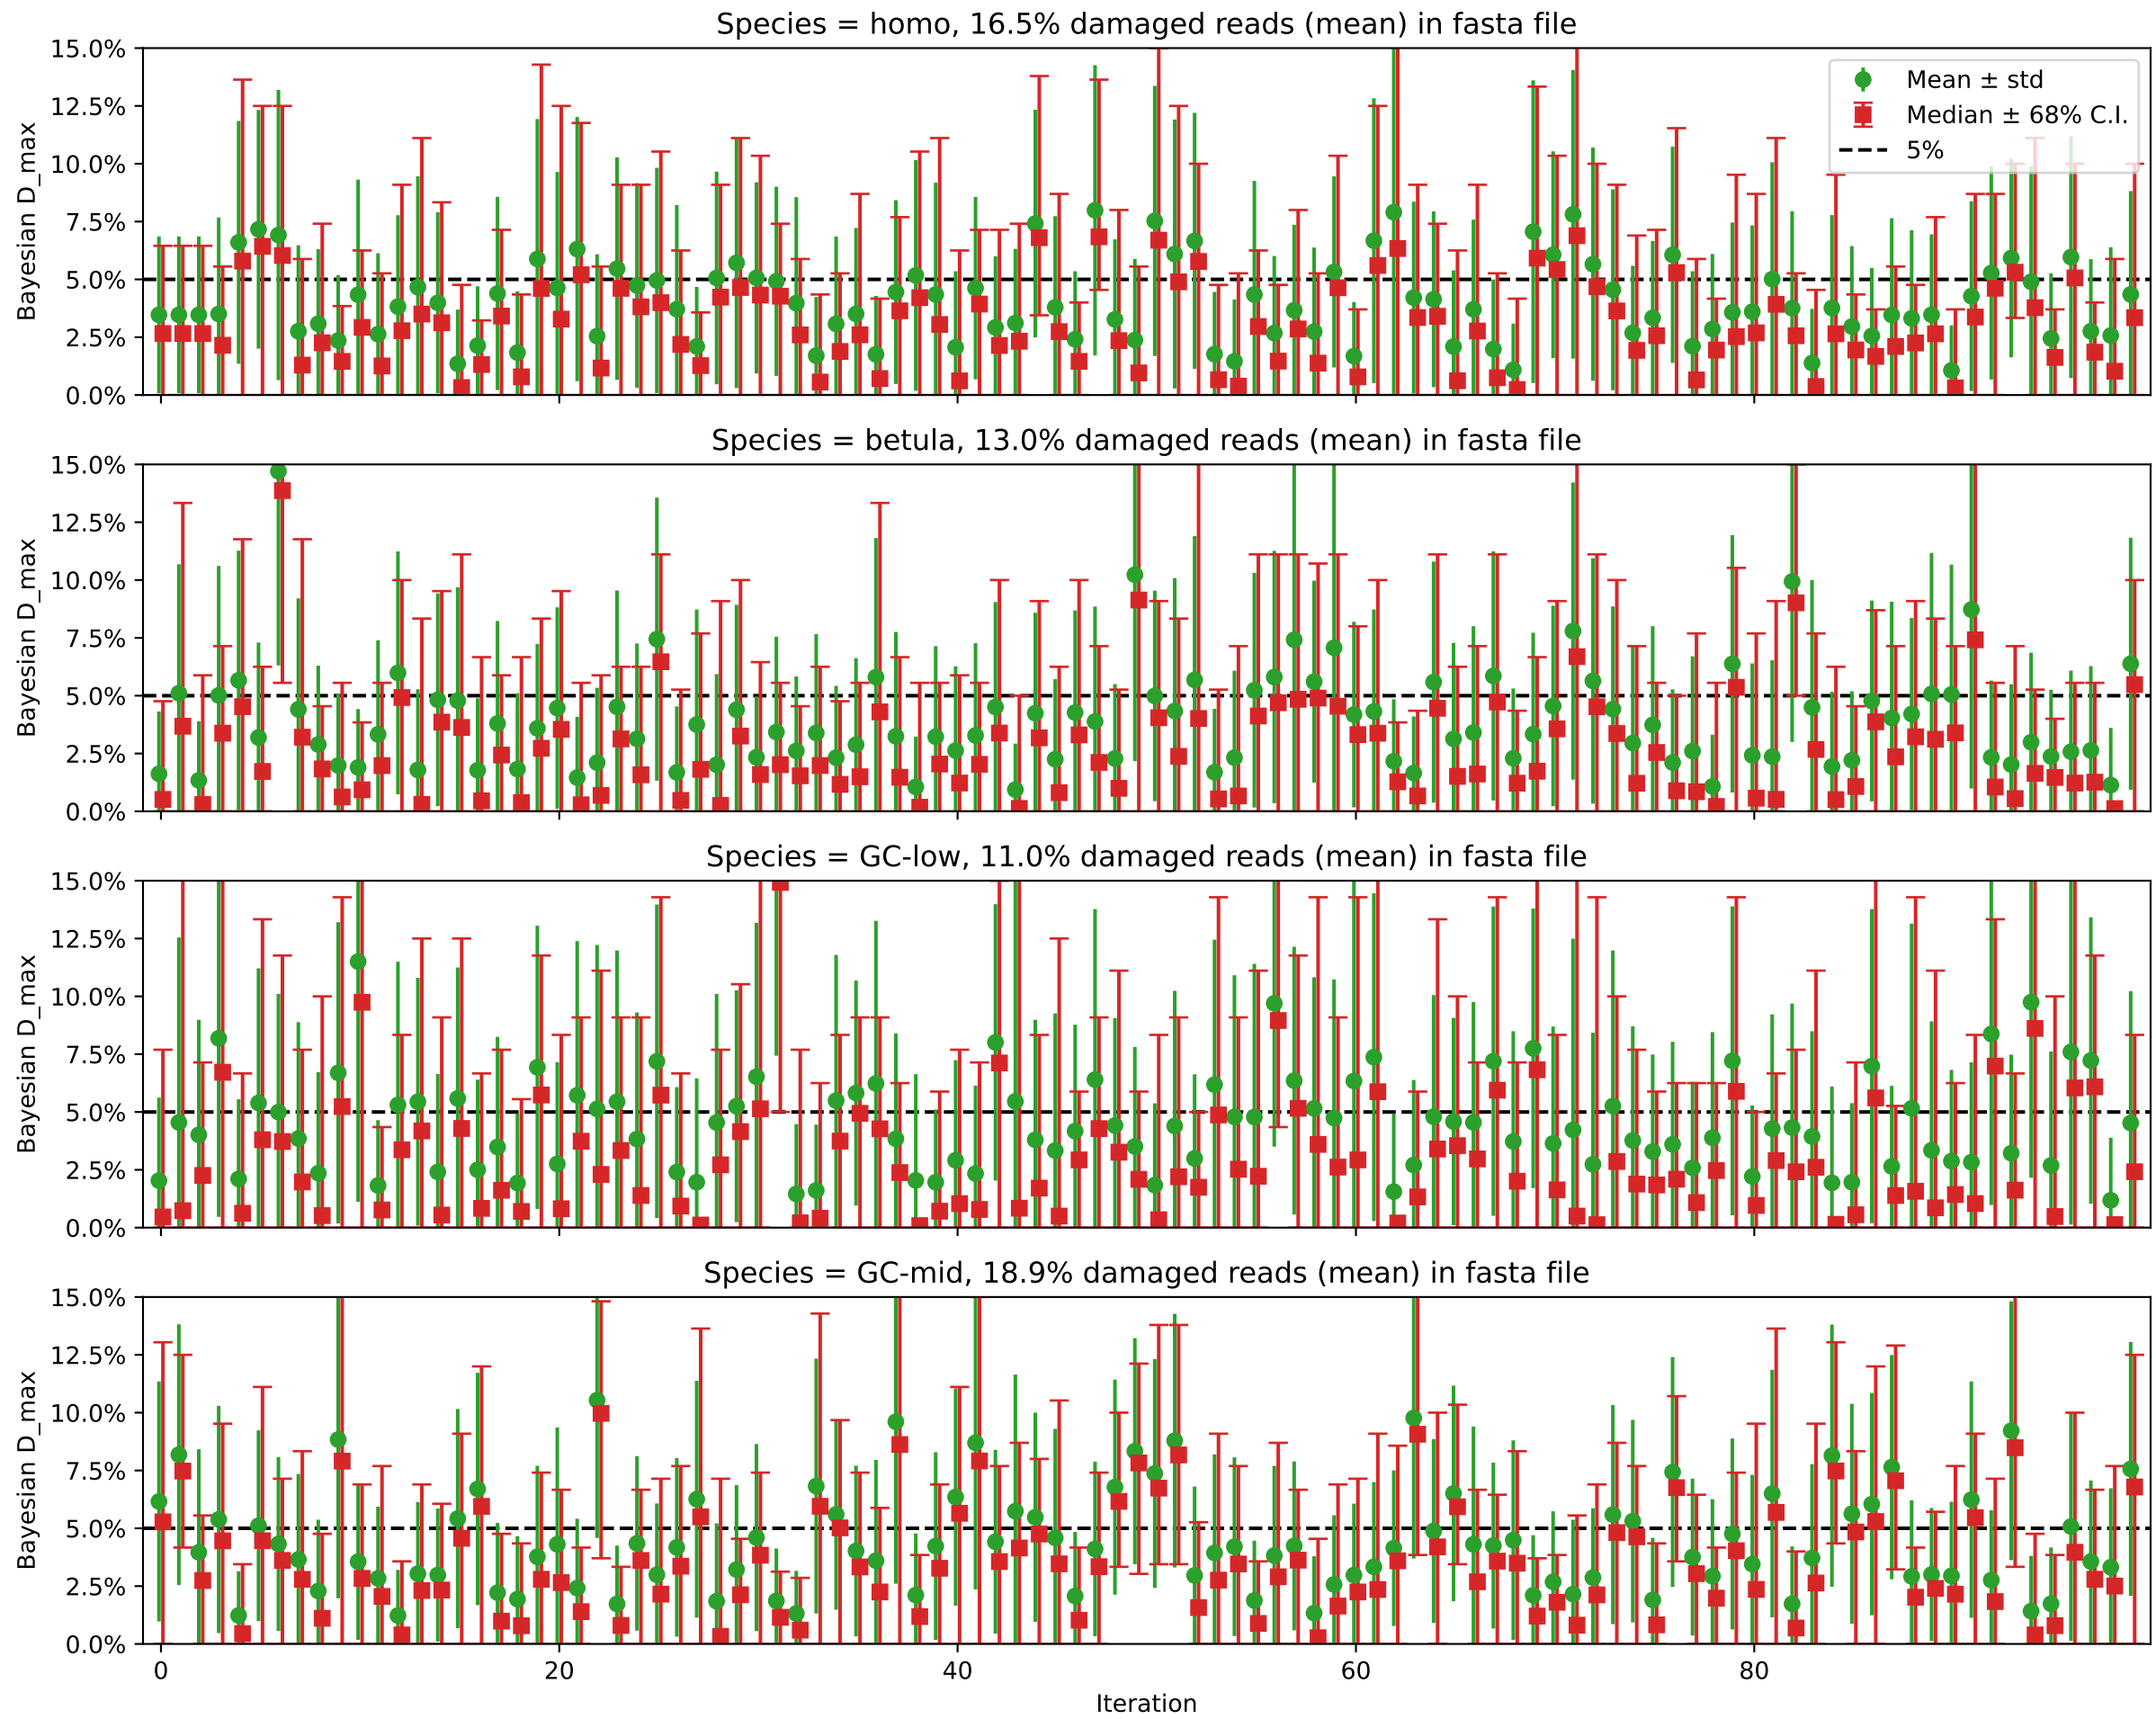 Species = homo, 16.5% damaged reads (mean) in fasta file
15.0%
12.5%
10.0%
7.5%
5.0%
2.5%
0.0%
Bayesian D_max
Mean ± std
Median ± 68% C.I.
5%
Species = betula, 13.0% damaged reads (mean) in fasta file
15.0%
12.5%
10.0%
7.5%
5.0%
2.5%
0.0%
Bayesian D_max
Species = GC-low, 11.0% damaged reads (mean) in fasta file
15.0%
12.5%
10.0%
7.5%
5.0%
2.5%
0.0%
Bayesian D_max
Species = GC-mid, 18.9% damaged reads (mean) in fasta file
15.0%
12.5%
10.0%
7.5%
5.0%
2.5%
0.0%
Bayesian D_max
0 20 40 60 80
Iteration